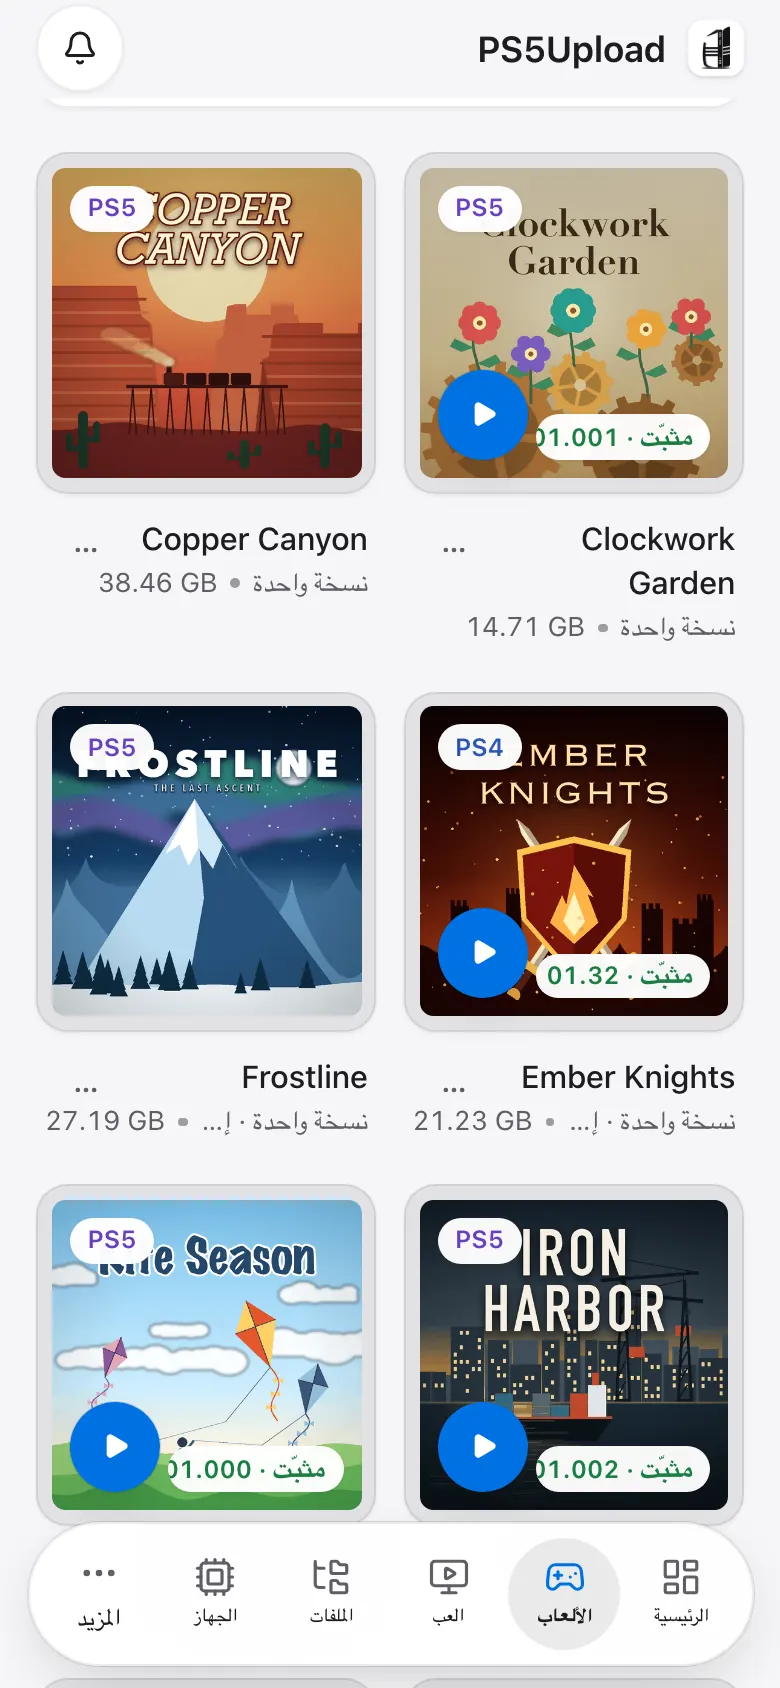 PS5Upload
PS5
Clockwork
Garden
مثبّت · 01.001
Clockwork
Garden
...
نسخة واحدة • 14.71 GB
PS5
COPPER
CANYON
Copper Canyon
...
نسخة واحدة • 38.46 GB
PS4
EMBER
KNIGHTS
مثبّت · 01.32
Ember Knights
...
نسخة واحدة · إ... • 21.23 GB
PS5
FROSTLINE
THE LAST ASCENT
Frostline
...
نسخة واحدة · إ... • 27.19 GB
PS5
IRON
HARBOR
مثبّت · 01.002
PS5
Kite Season
مثبّت · 01.000
الرئيسية
الألعاب
العب
الملفات
الجهاز
المزيد